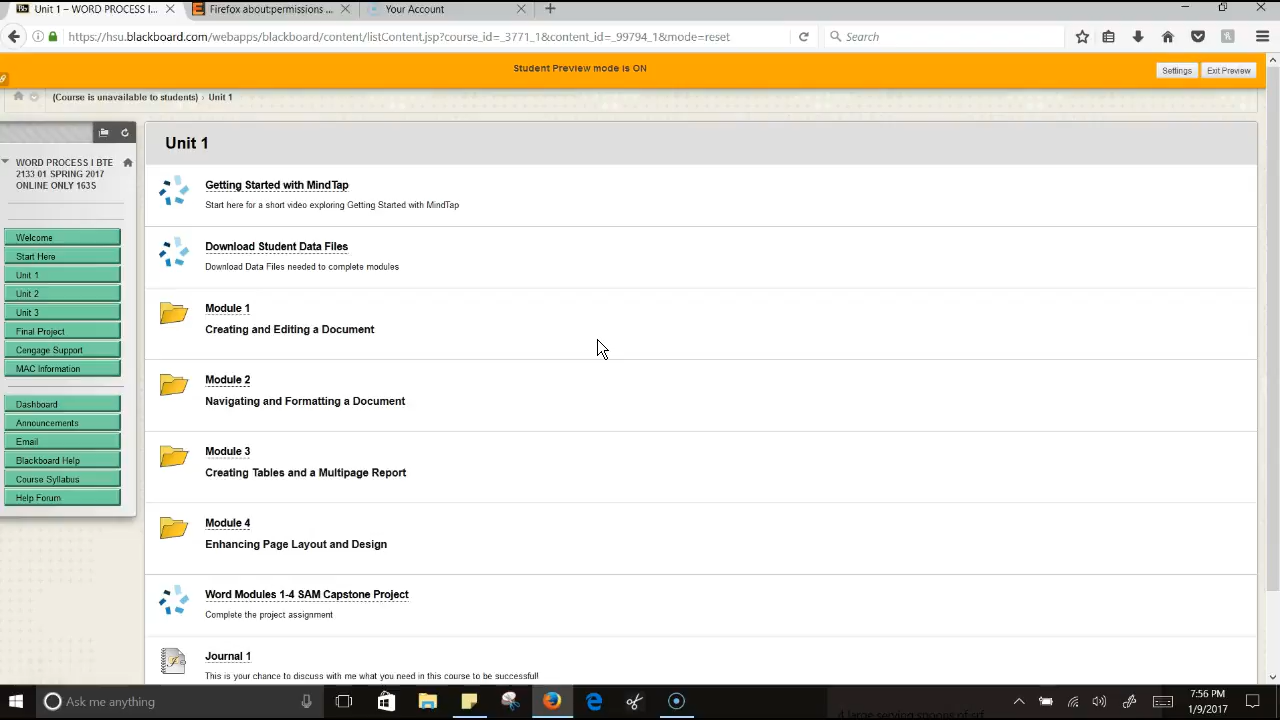 Unit 1 – WORD PROCESS I...
Firefox about:permissions ...
Your Account
https://hsu.blackboard.com/webapps/blackboard/content/listContent.jsp?course_id=_3771_1&content_id=_99794_1&mode=reset
Search
Student Preview mode is ON
Settings
Exit Preview
(Course is unavailable to students) › Unit 1
WORD PROCESS I BTE
2133 01 SPRING 2017
ONLINE ONLY 163S
Welcome
Start Here
Unit 1
Unit 2
Unit 3
Final Project
Cengage Support
MAC Information
Dashboard
Announcements
Email
Blackboard Help
Course Syllabus
Help Forum
Unit 1
Getting Started with MindTap
Start here for a short video exploring Getting Started with MindTap
Download Student Data Files
Download Data Files needed to complete modules
Module 1
Creating and Editing a Document
Module 2
Navigating and Formatting a Document
Module 3
Creating Tables and a Multipage Report
Module 4
Enhancing Page Layout and Design
Word Modules 1-4 SAM Capstone Project
Complete the project assignment
Journal 1
This is your chance to discuss with me what you need in this course to be successful!
Ask me anything
7:56 PM
1/9/2017